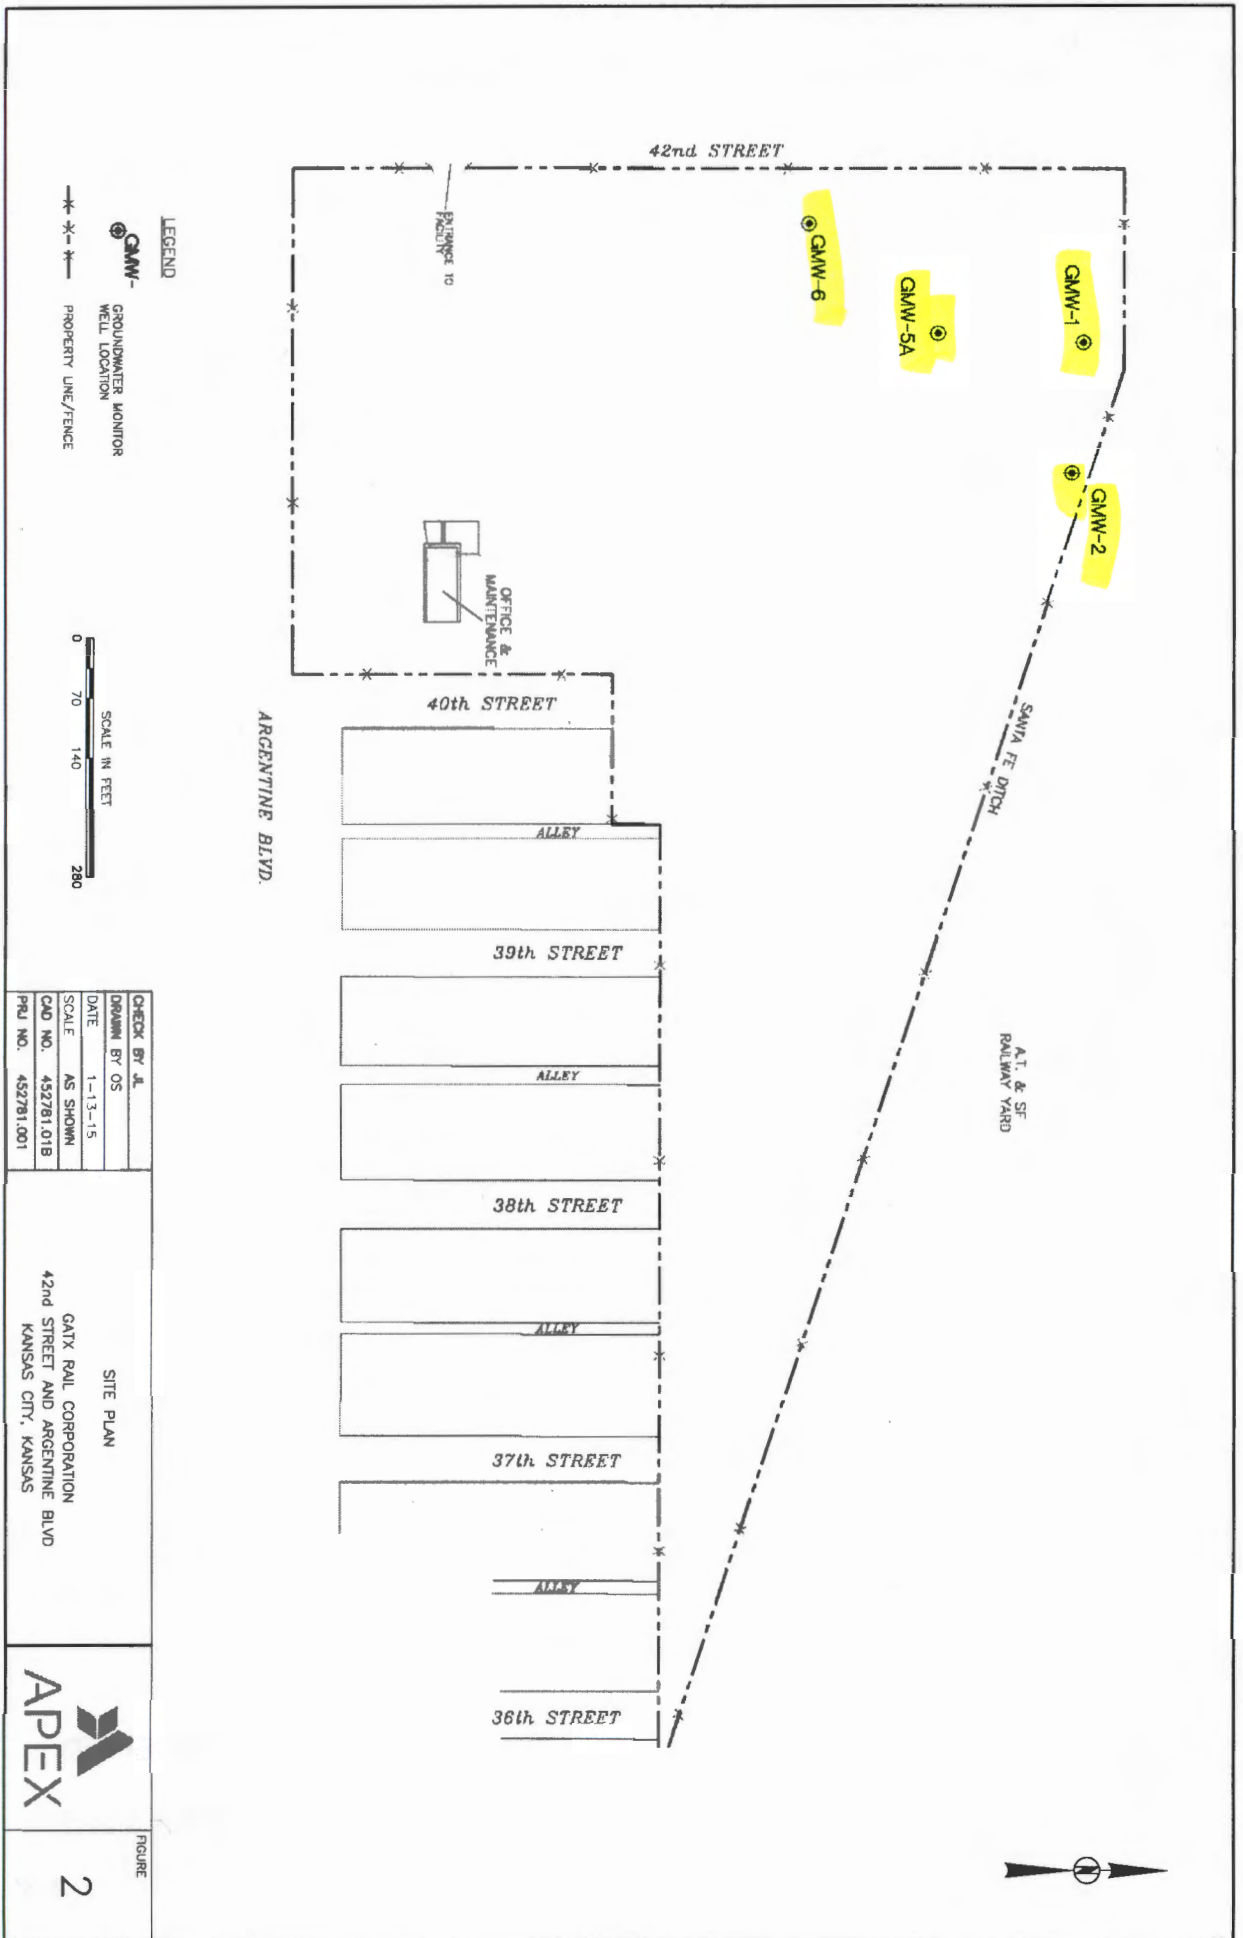 42nd STREET
GMW-6
GMW-5A
GMW-1
GMW-2
ENTRANCE TO
FACILITY
OFFICE &
MAINTENANCE
SANTA FE DITCH
A.T. & SF
RAILWAY YARD
40th STREET
ALLEY
39th STREET
ALLEY
38th STREET
ALLEY
37th STREET
ALLEY
36th STREET
ARGENTINE BLVD.
LEGEND
GMW-
GROUNDWATER MONITOR
WELL LOCATION
PROPERTY LINE/FENCE
SCALE IN FEET
0 70 140 280
CHECK BY JL
DRAWN BY OS
DATE 1-13-15
SCALE AS SHOWN
CAD NO. 452781.01B
PRJ NO. 452781.001
SITE PLAN
GATX RAIL CORPORATION
42nd STREET AND ARGENTINE BLVD
KANSAS CITY, KANSAS
APEX
FIGURE
2